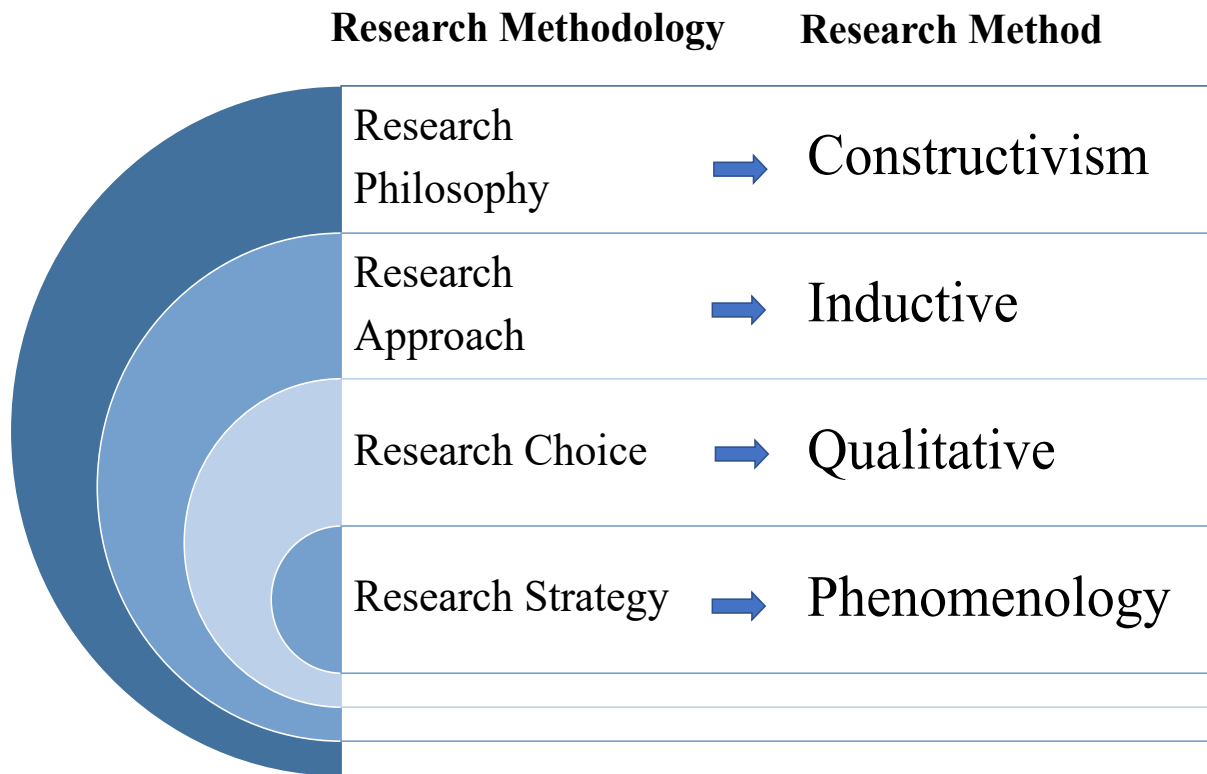 Research Methodology Research Method
Research
Philosophy
Constructivism
Research
Approach
Inductive
Research Choice
Qualitative
Research Strategy
Phenomenology